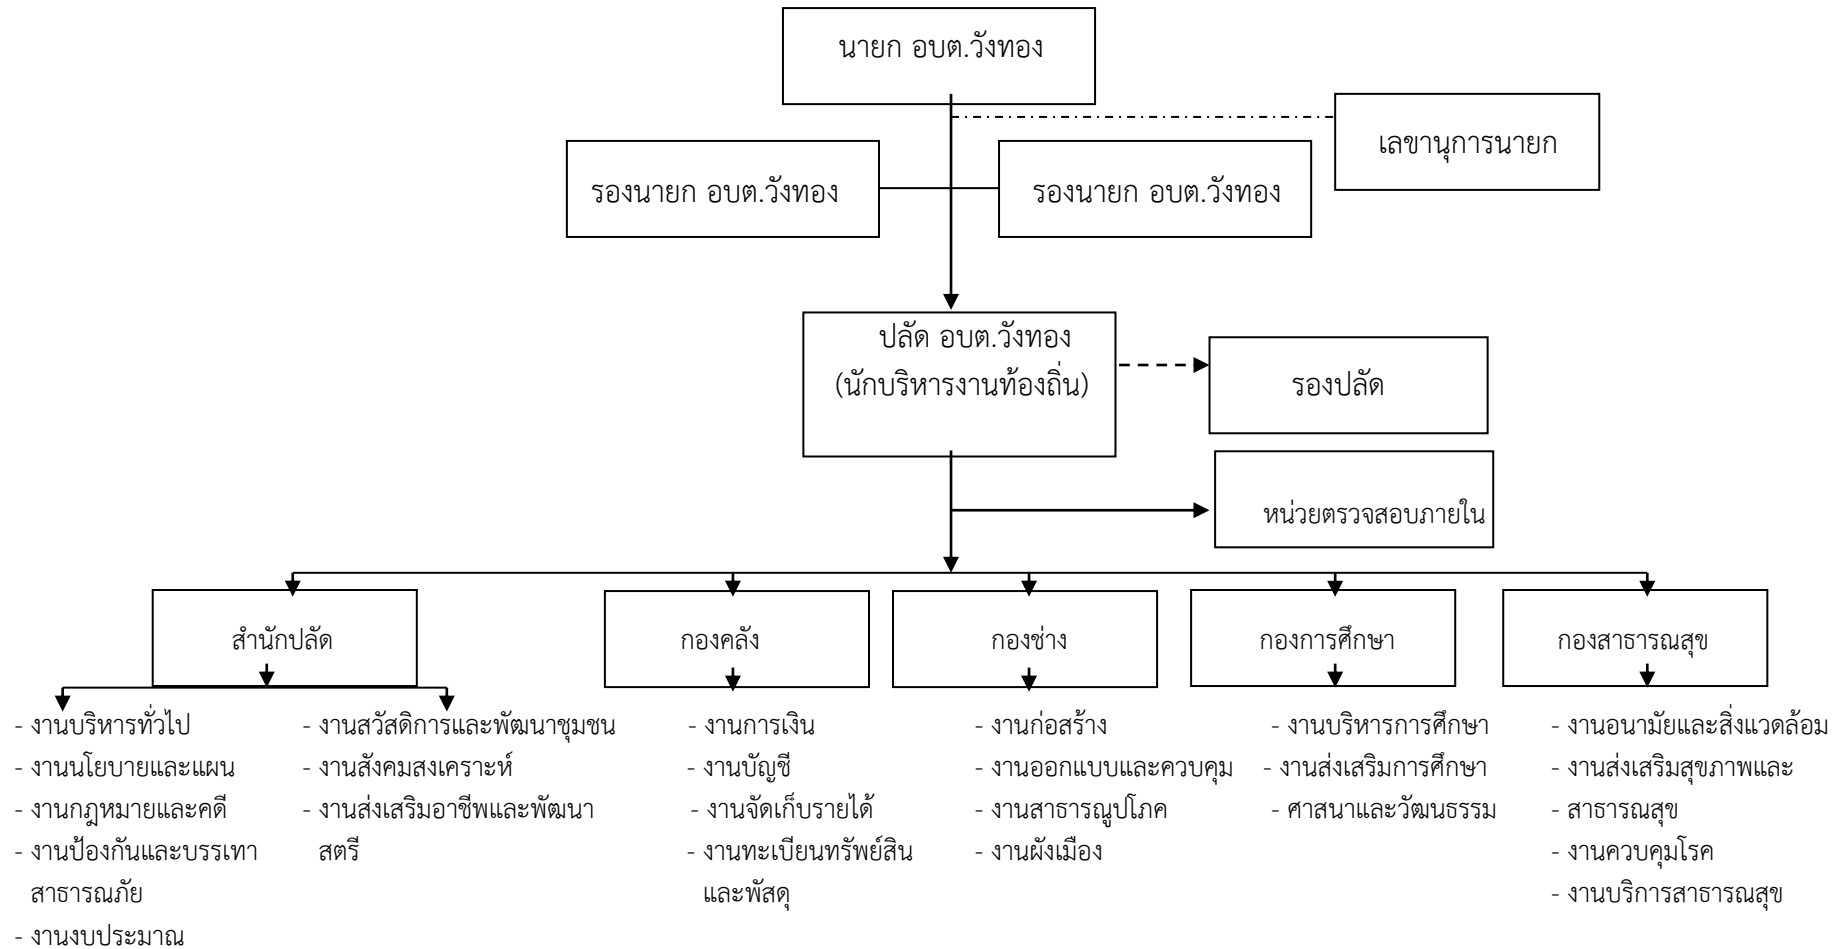 นายก อบต.วังทอง
เลขานุการนายก
รองนายก อบต.วังทอง
รองนายก อบต.วังทอง
ปลัด อบต.วังทอง
(นักบริหารงานท้องถิ่น)
รองปลัด
หน่วยตรวจสอบภายใน
สำนักปลัด
กองคลัง
กองช่าง
กองการศึกษา
กองสาธารณสุข
- งานบริหารทั่วไป
- งานนโยบายและแผน
- งานกฎหมายและคดี
- งานป้องกันและบรรเทา
สาธารณภัย
- งานงบประมาณ
- งานสวัสดิการและพัฒนาชุมชน
- งานสังคมสงเคราะห์
- งานส่งเสริมอาชีพและพัฒนา
สตรี
- งานการเงิน
- งานบัญชี
- งานจัดเก็บรายได้
- งานทะเบียนทรัพย์สิน
และพัสดุ
- งานก่อสร้าง
- งานออกแบบและควบคุม
- งานสาธารณูปโภค
- งานผังเมือง
- งานบริหารการศึกษา
- งานส่งเสริมการศึกษา
- ศาสนาและวัฒนธรรม
- งานอนามัยและสิ่งแวดล้อม
- งานส่งเสริมสุขภาพและ
- สาธารณสุข
- งานควบคุมโรค
- งานบริการสาธารณสุข